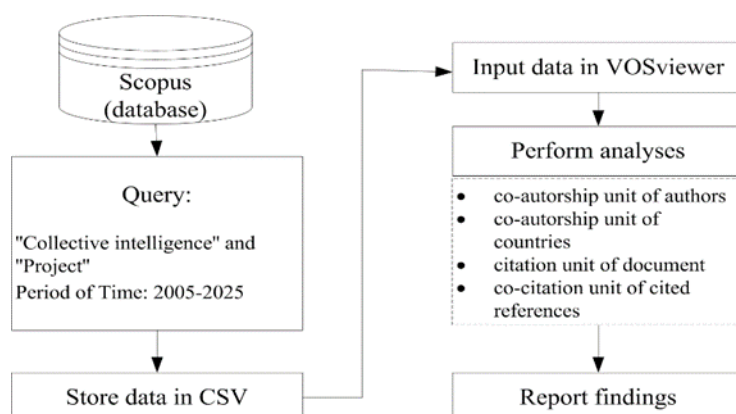 Scopus
(database)
Query:
"Collective intelligence" and
"Project"
Period of Time: 2005-2025
Store data in CSV
Input data in VOSviewer
Perform analyses
● co-autorship unit of authors
● co-autorship unit of
countries
● citation unit of document
● co-citation unit of cited
references
Report findings